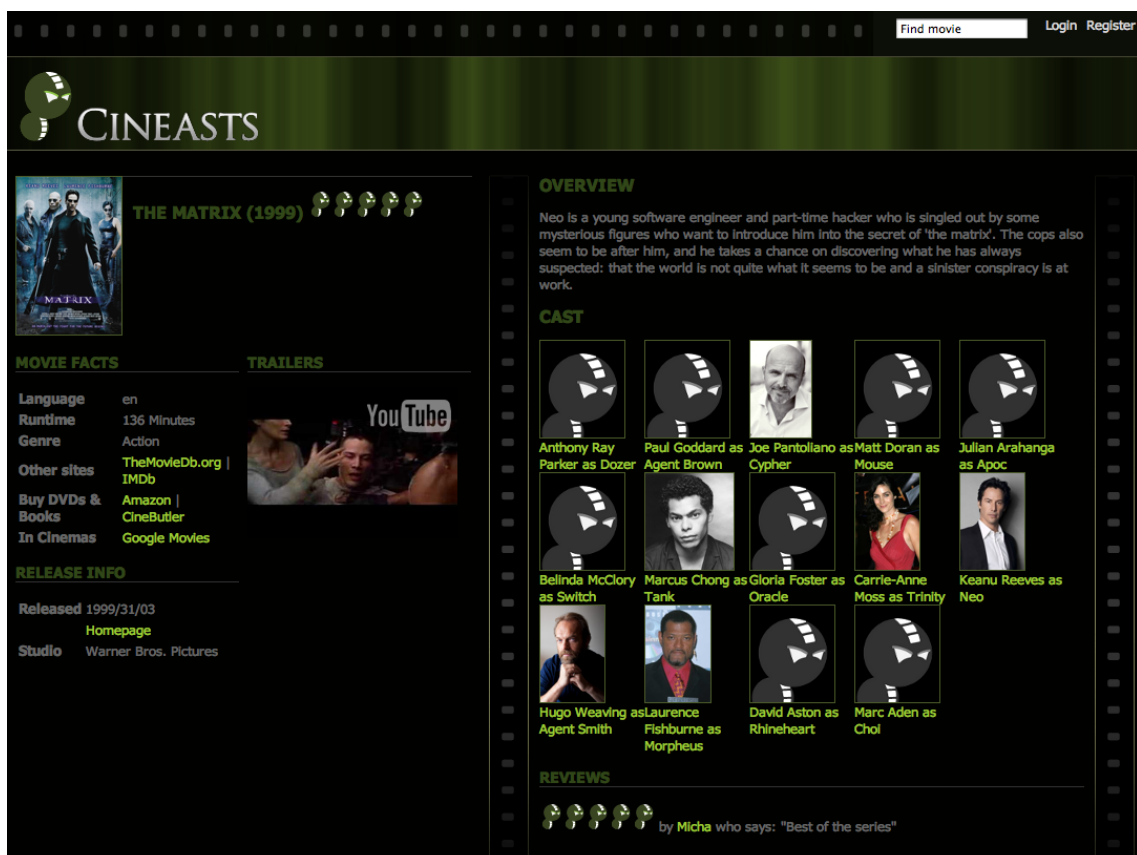 Find movie
Login Register
CINEASTS
THE MATRIX (1999)
MATRIX
MOVIE FACTS
Language en
Runtime 136 Minutes
Genre Action
Other sites TheMovieDb.org |
IMDb
Buy DVDs & Amazon |
Books CineButler
In Cinemas Google Movies
TRAILERS
YouTube
RELEASE INFO
Released 1999/31/03
Homepage
Studio Warner Bros. Pictures
OVERVIEW
Neo is a young software engineer and part-time hacker who is singled out by some
mysterious figures who want to introduce him into the secret of 'the matrix'. The cops also
seem to be after him, and he takes a chance on discovering what he has always
suspected: that the world is not quite what it seems to be and a sinister conspiracy is at
work.
CAST
Anthony Ray
Parker as Dozer
Paul Goddard as
Agent Brown
Joe Pantoliano as
Cypher
Matt Doran as
Mouse
Julian Arahanga
as Apoc
Belinda McClory
as Switch
Marcus Chong as
Tank
Gloria Foster as
Oracle
Carrie-Anne
Moss as Trinity
Keanu Reeves as
Neo
Hugo Weaving as
Agent Smith
Laurence
Fishburne as
Morpheus
David Aston as
Rhineheart
Marc Aden as
Choi
REVIEWS
by Micha who says: "Best of the series"